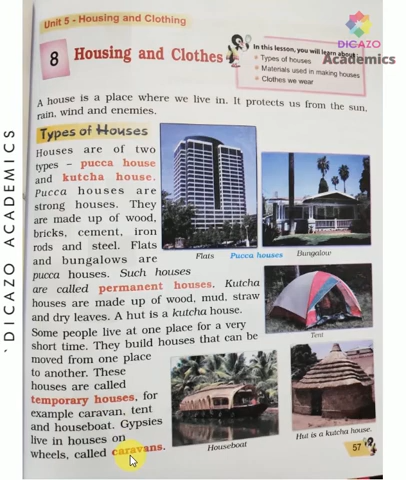 Unit 5 - Housing and Clothing
DICAZO
Academics
8
Housing and Clothes
In this lesson, you will learn about
Types of houses
Materials used in making houses
Clothes we wear
A house is a place where we live in. It protects us from the sun,
rain, wind and enemies.
Types of Houses
Houses are of two
types – pucca house
and kutcha house.
Pucca houses are
strong houses. They
are made up of wood,
bricks, cement, iron
rods and steel. Flats
and bungalows are
pucca houses. Such houses
are called permanent houses. Kutcha
houses are made up of wood, mud, straw
and dry leaves. A hut is a kutcha house.
Some people live at one place for a very
short time. They build houses that can be
moved from one place
to another. These
houses are called
temporary houses, for
example caravan, tent
and houseboat. Gypsies
live in houses on
wheels, called caravans.
Flats
Pucca houses
Bungalow
Tent
Houseboat
Hut is a kutcha house.
57
` DICAZO ACADEMICS